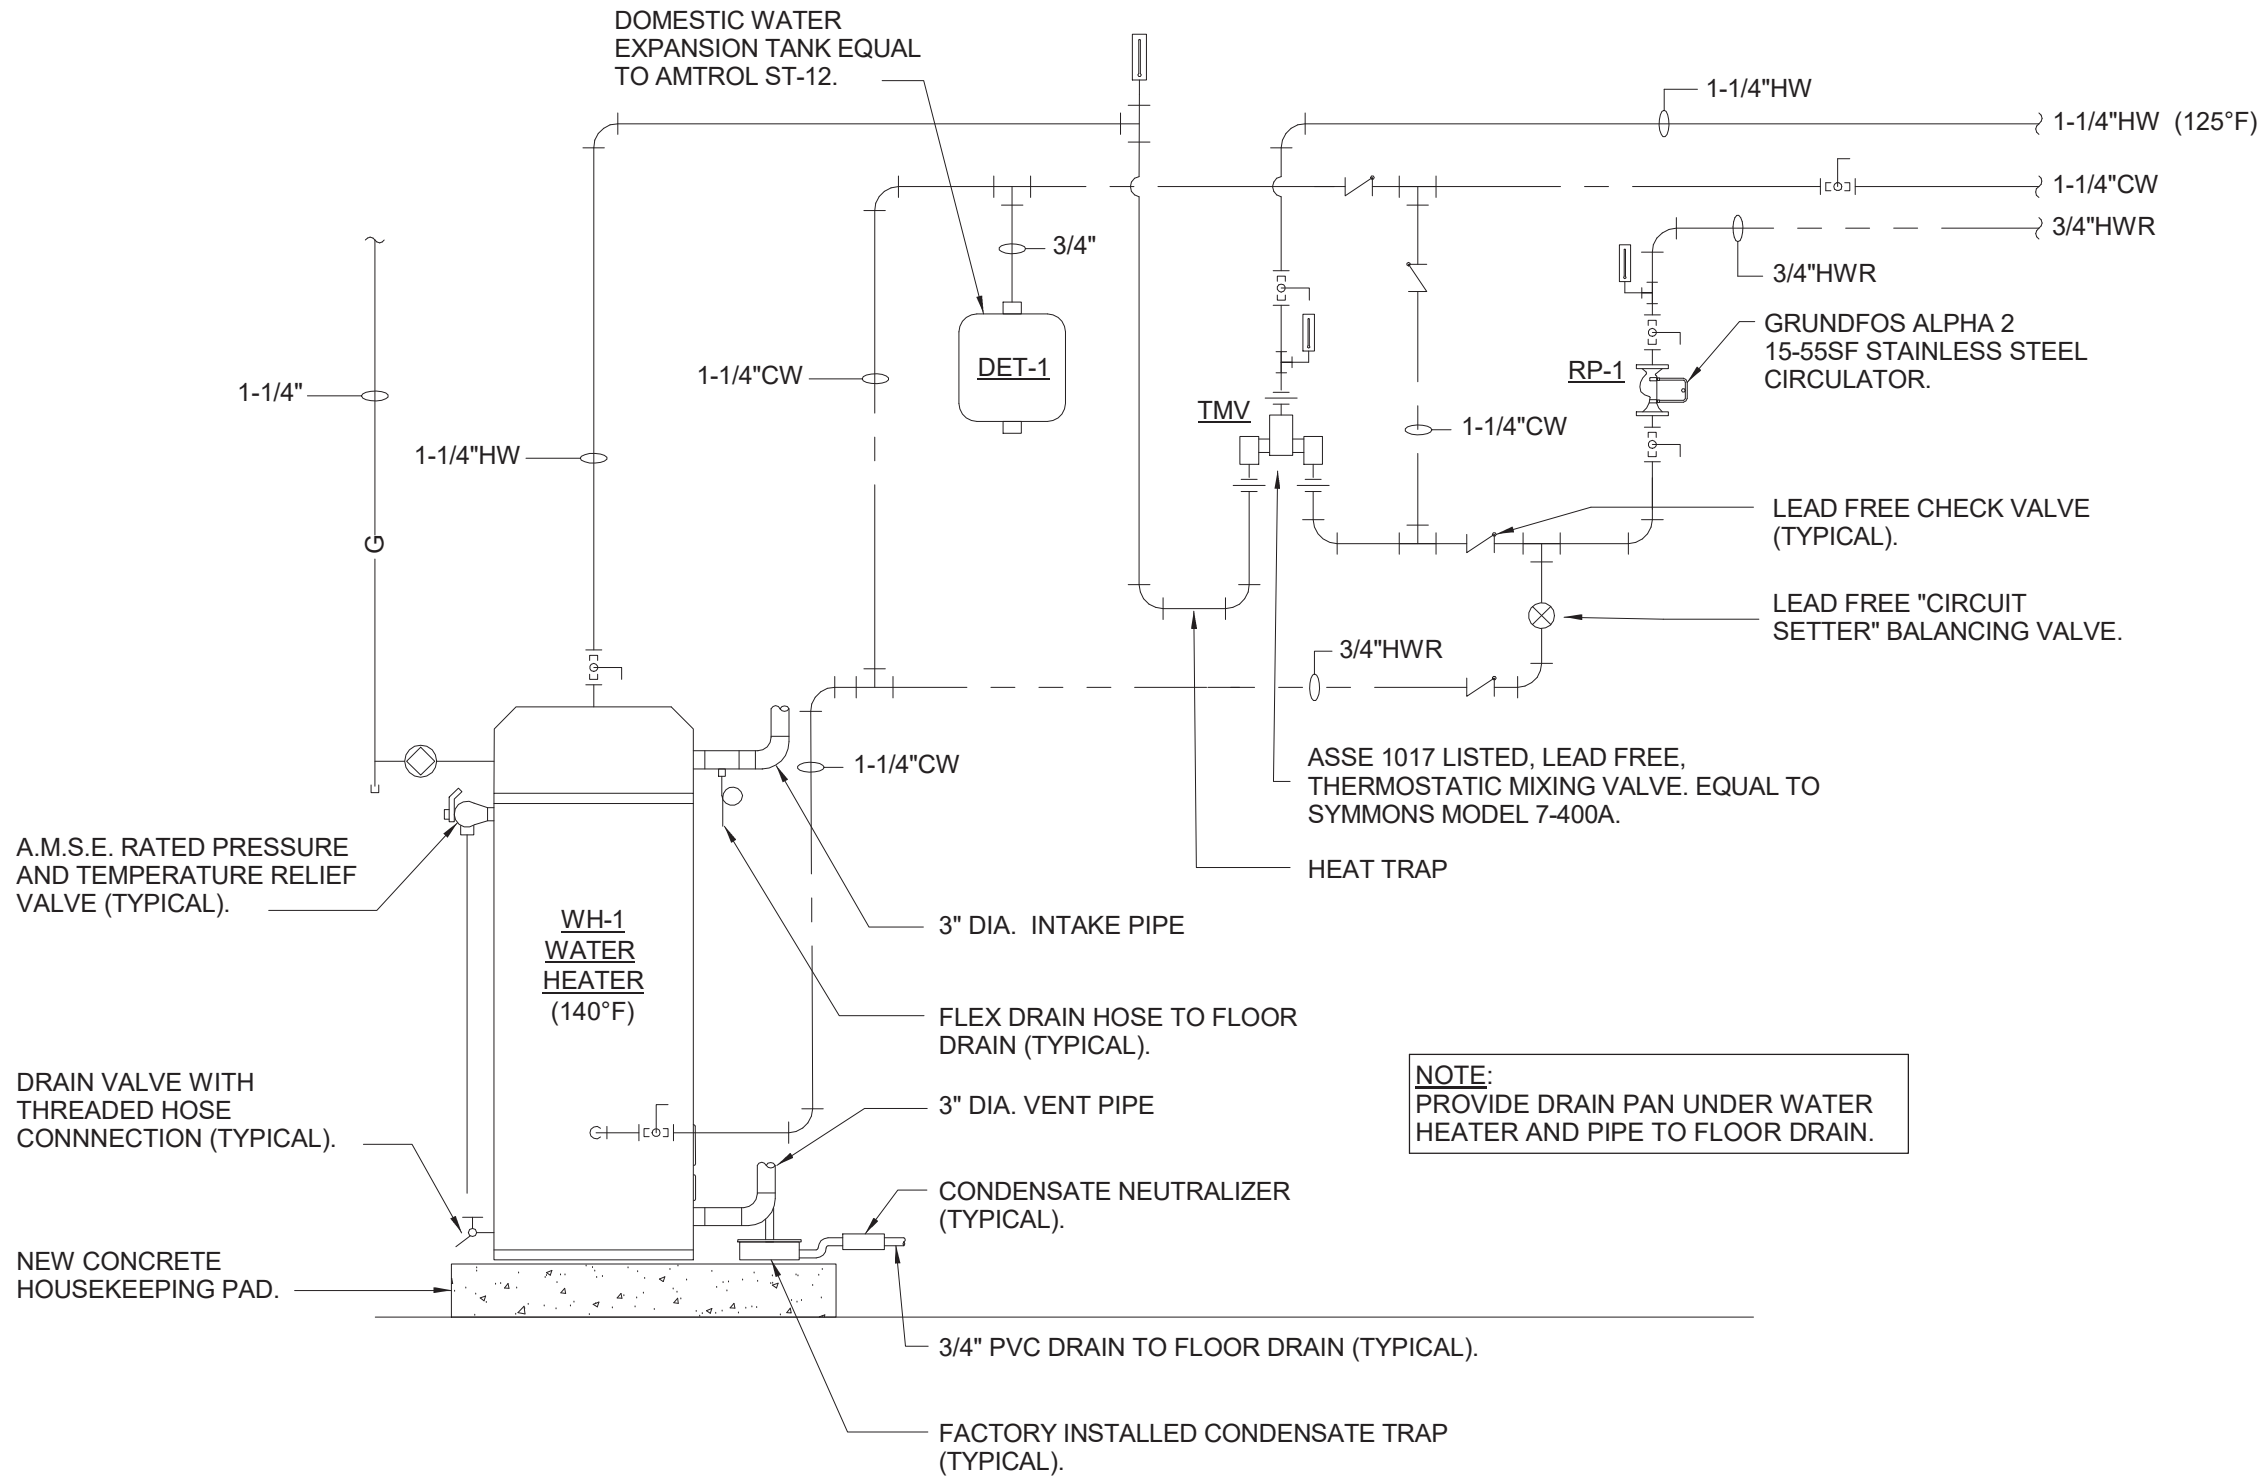 DOMESTIC WATER
EXPANSION TANK EQUAL
TO AMTROL ST-12.
1-1/4"HW
1-1/4"HW (125°F)
1-1/4"CW
3/4"HWR
3/4"
3/4"HWR
GRUNDFOS ALPHA 2
15-55SF STAINLESS STEEL
CIRCULATOR.
RP-1
DET-1
1-1/4"CW
1-1/4"
TMV
1-1/4"CW
1-1/4"HW
LEAD FREE CHECK VALVE
(TYPICAL).
G
LEAD FREE "CIRCUIT
SETTER" BALANCING VALVE.
3/4"HWR
1-1/4"CW
ASSE 1017 LISTED, LEAD FREE,
THERMOSTATIC MIXING VALVE. EQUAL TO
SYMMONS MODEL 7-400A.
HEAT TRAP
A.M.S.E. RATED PRESSURE
AND TEMPERATURE RELIEF
VALVE (TYPICAL).
WH-1
WATER
HEATER
(140°F)
3" DIA. INTAKE PIPE
FLEX DRAIN HOSE TO FLOOR
DRAIN (TYPICAL).
DRAIN VALVE WITH
THREADED HOSE
CONNNECTION (TYPICAL).
3" DIA. VENT PIPE
NOTE:
PROVIDE DRAIN PAN UNDER WATER
HEATER AND PIPE TO FLOOR DRAIN.
CONDENSATE NEUTRALIZER
(TYPICAL).
NEW CONCRETE
HOUSEKEEPING PAD.
3/4" PVC DRAIN TO FLOOR DRAIN (TYPICAL).
FACTORY INSTALLED CONDENSATE TRAP
(TYPICAL).